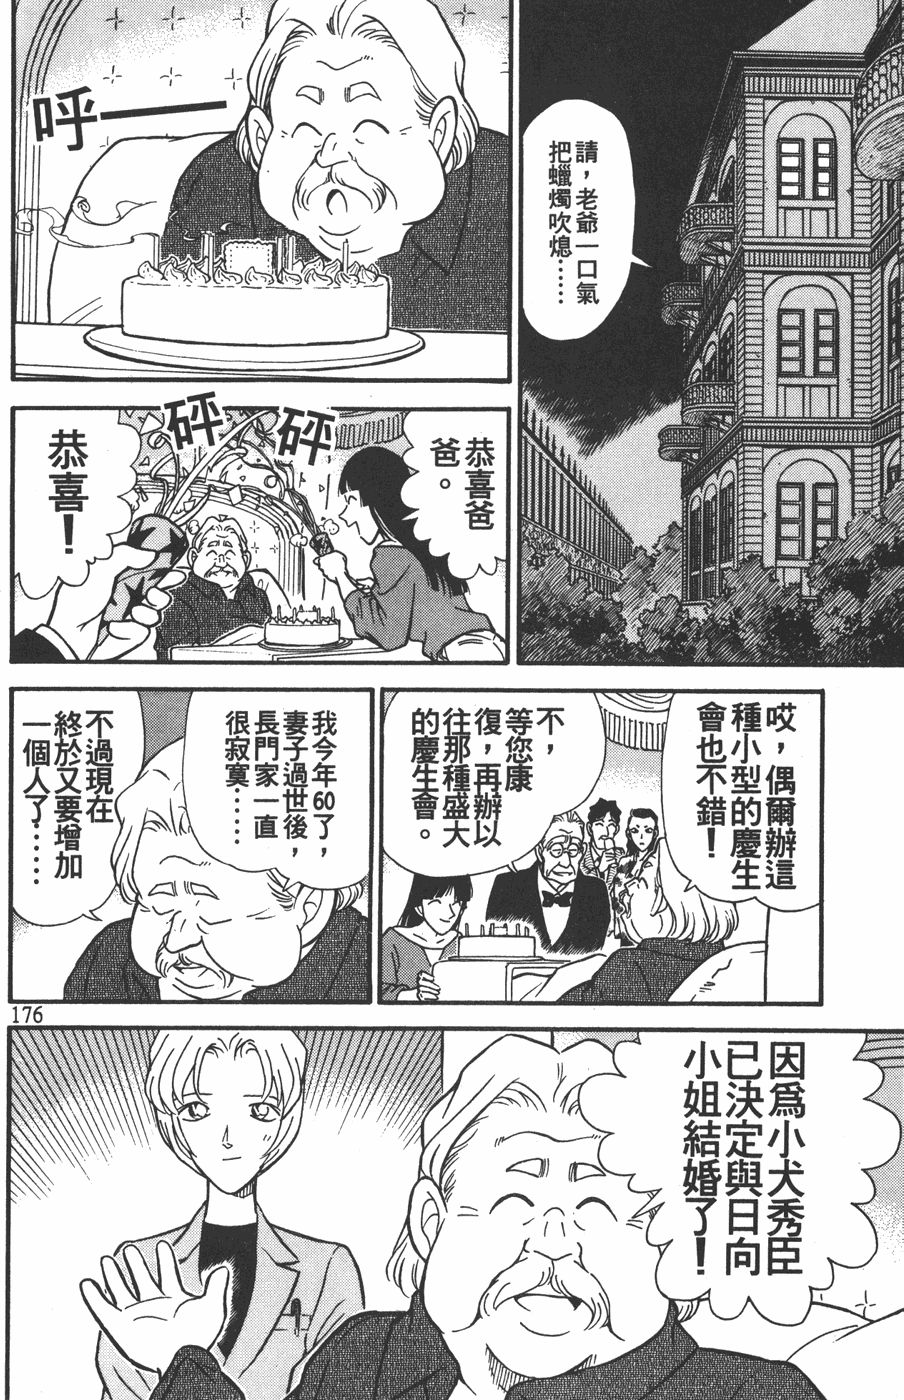 請，老爺一口氣
把蠟燭吹熄……
呼——
恭喜爸
爸。
砰
砰
恭喜！
哎，偶爾辦這
種小型的慶生
會也不錯！
不，
等您康
復，再辦以
往那種盛大
的慶生會。
我今年60了，
妻子過世後，
長門家一直
很寂寞……
不過現在
終於又要增加
一個人了……
176
因爲小犬秀臣
已決定與日向
小姐結婚了！